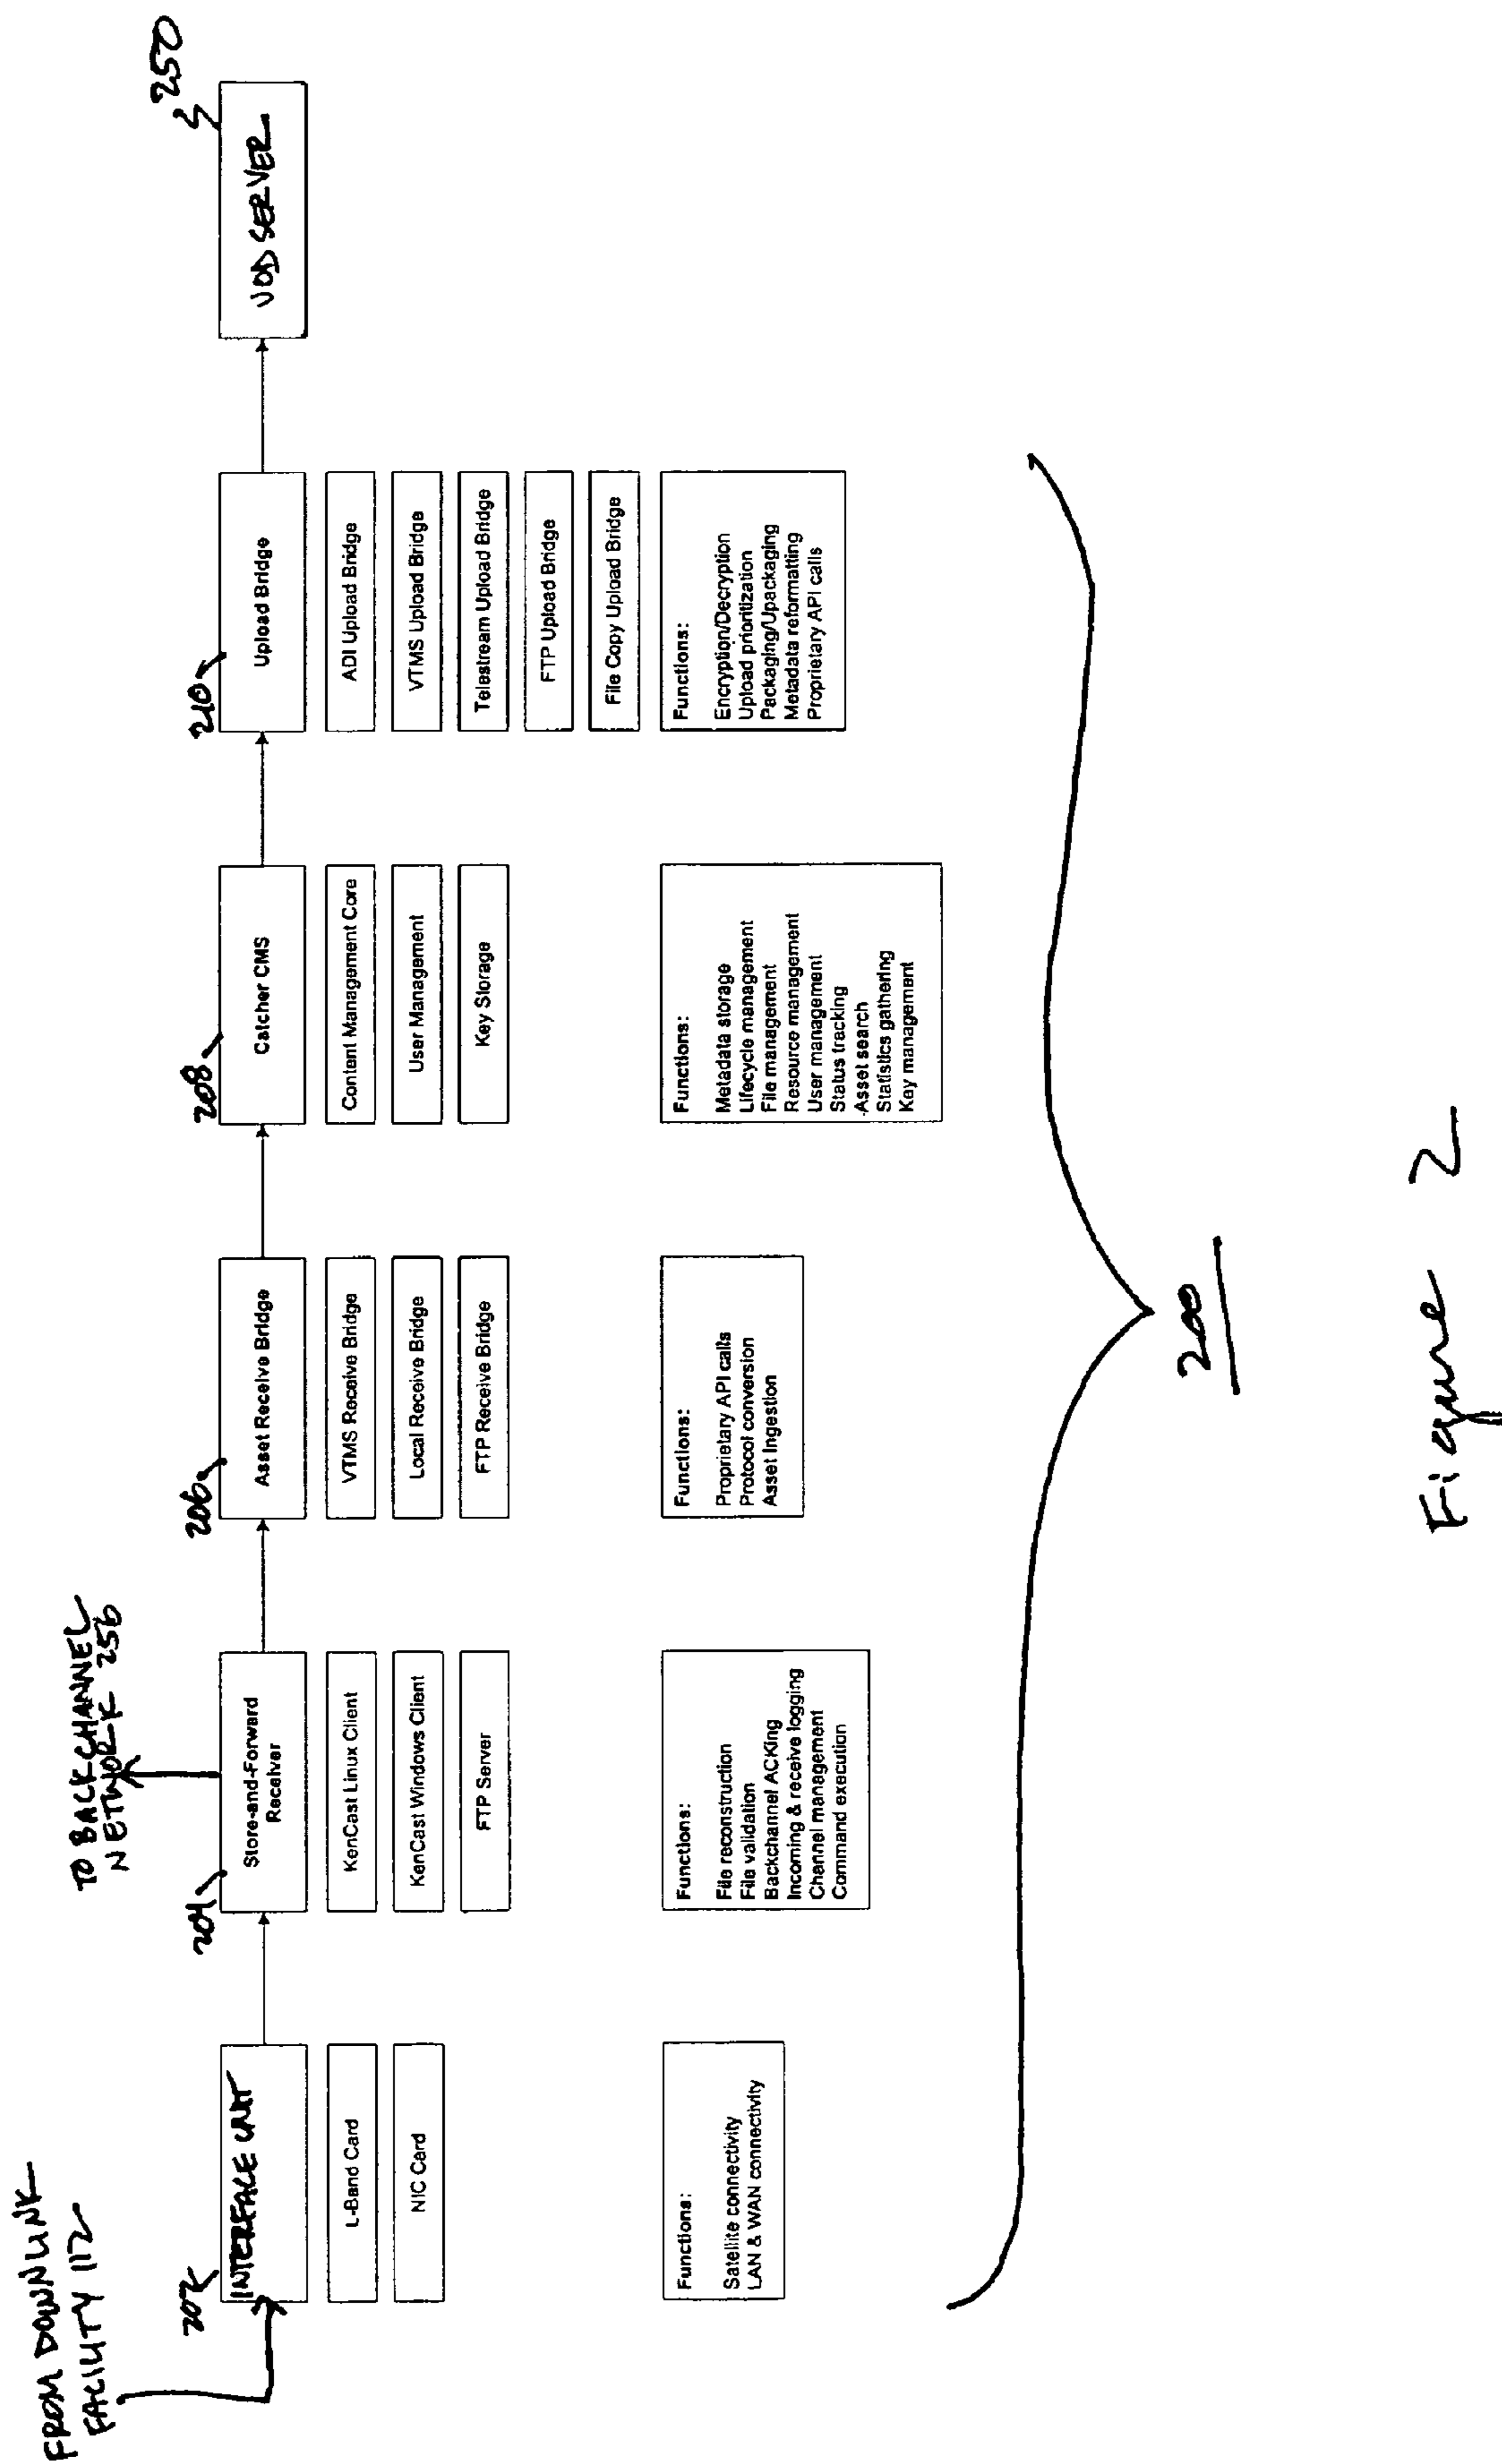 FROM DOWNLINK
FACILITY 112
202
INTERFACE UNIT
L-Band Card
NIC Card
Functions:
Satellite connectivity
LAN & WAN connectivity
TO BACKCHANNEL
NETWORK 256
204
Store-and-Forward
Receiver
KenCast Linux Client
KenCast Windows Client
FTP Server
Functions:
File reconstruction
File validation
Backchannel ACKing
Incoming & receive logging
Channel management
Command execution
206
Asset Receive Bridge
VTMS Receive Bridge
Local Receive Bridge
FTP Receive Bridge
Functions:
Proprietary API calls
Protocol conversion
Asset Ingestion
208
Catcher CMS
Content Management Core
User Management
Key Storage
Functions:
Metadata storage
Lifecycle management
File management
Resource management
User management
Status tracking
Asset search
Statistics gathering
Key management
210
Upload Bridge
ADI Upload Bridge
VTMS Upload Bridge
Telestream Upload Bridge
FTP Upload Bridge
File Copy Upload Bridge
Functions:
Encryption/Decryption
Upload prioritization
Packaging/Upackaging
Metadata reformatting
Proprietary API calls
250
VOD SERVER
200
Figure 2